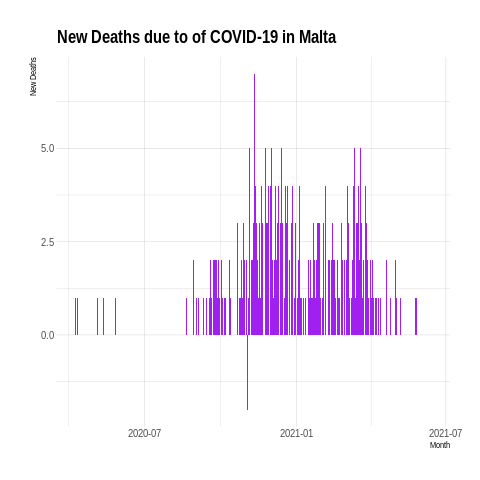 New Deaths due to of COVID-19 in Malta
New Deaths
5.0
2.5
0.0
2020-07 2021-01 2021-07
Month